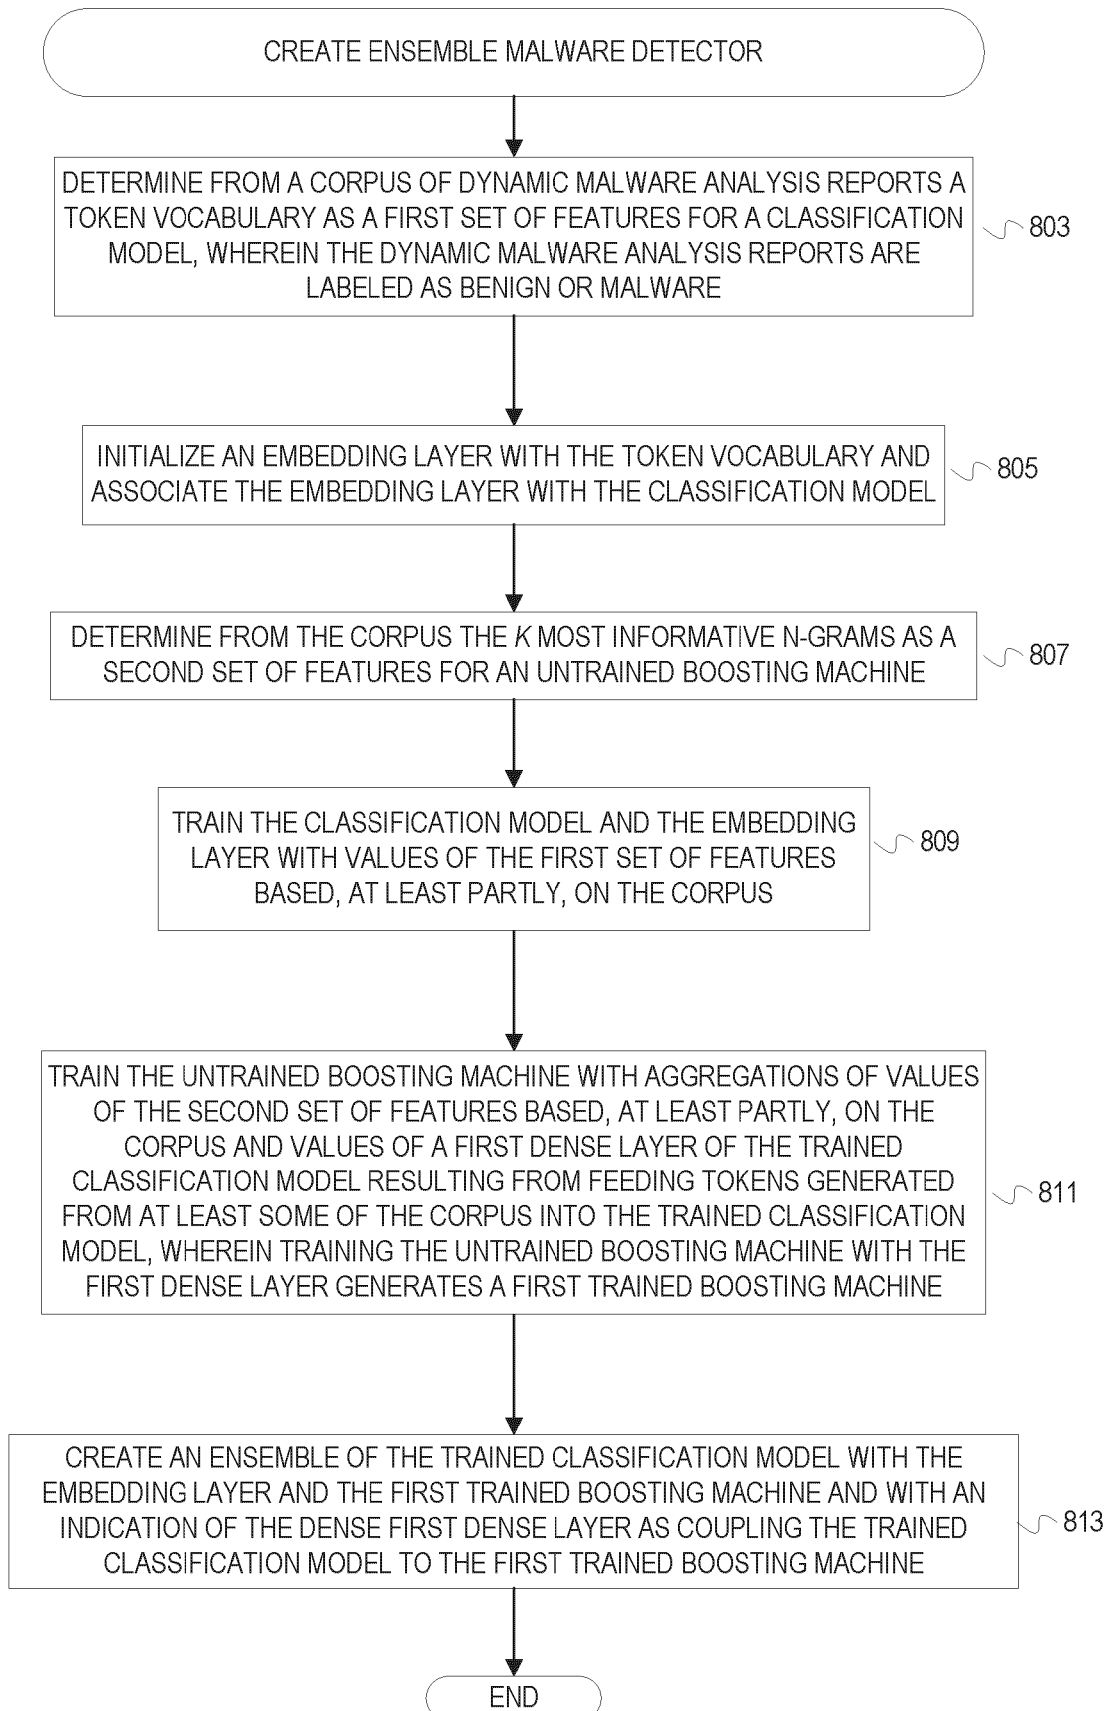 CREATE ENSEMBLE MALWARE DETECTOR
DETERMINE FROM A CORPUS OF DYNAMIC MALWARE ANALYSIS REPORTS A
TOKEN VOCABULARY AS A FIRST SET OF FEATURES FOR A CLASSIFICATION
MODEL, WHEREIN THE DYNAMIC MALWARE ANALYSIS REPORTS ARE
LABELED AS BENIGN OR MALWARE
803
INITIALIZE AN EMBEDDING LAYER WITH THE TOKEN VOCABULARY AND
ASSOCIATE THE EMBEDDING LAYER WITH THE CLASSIFICATION MODEL
805
DETERMINE FROM THE CORPUS THE K MOST INFORMATIVE N-GRAMS AS A
SECOND SET OF FEATURES FOR AN UNTRAINED BOOSTING MACHINE
807
TRAIN THE CLASSIFICATION MODEL AND THE EMBEDDING
LAYER WITH VALUES OF THE FIRST SET OF FEATURES
BASED, AT LEAST PARTLY, ON THE CORPUS
809
TRAIN THE UNTRAINED BOOSTING MACHINE WITH AGGREGATIONS OF VALUES
OF THE SECOND SET OF FEATURES BASED, AT LEAST PARTLY, ON THE
CORPUS AND VALUES OF A FIRST DENSE LAYER OF THE TRAINED
CLASSIFICATION MODEL RESULTING FROM FEEDING TOKENS GENERATED
FROM AT LEAST SOME OF THE CORPUS INTO THE TRAINED CLASSIFICATION
MODEL, WHEREIN TRAINING THE UNTRAINED BOOSTING MACHINE WITH THE
FIRST DENSE LAYER GENERATES A FIRST TRAINED BOOSTING MACHINE
811
CREATE AN ENSEMBLE OF THE TRAINED CLASSIFICATION MODEL WITH THE
EMBEDDING LAYER AND THE FIRST TRAINED BOOSTING MACHINE AND WITH AN
INDICATION OF THE DENSE FIRST DENSE LAYER AS COUPLING THE TRAINED
CLASSIFICATION MODEL TO THE FIRST TRAINED BOOSTING MACHINE
813
END